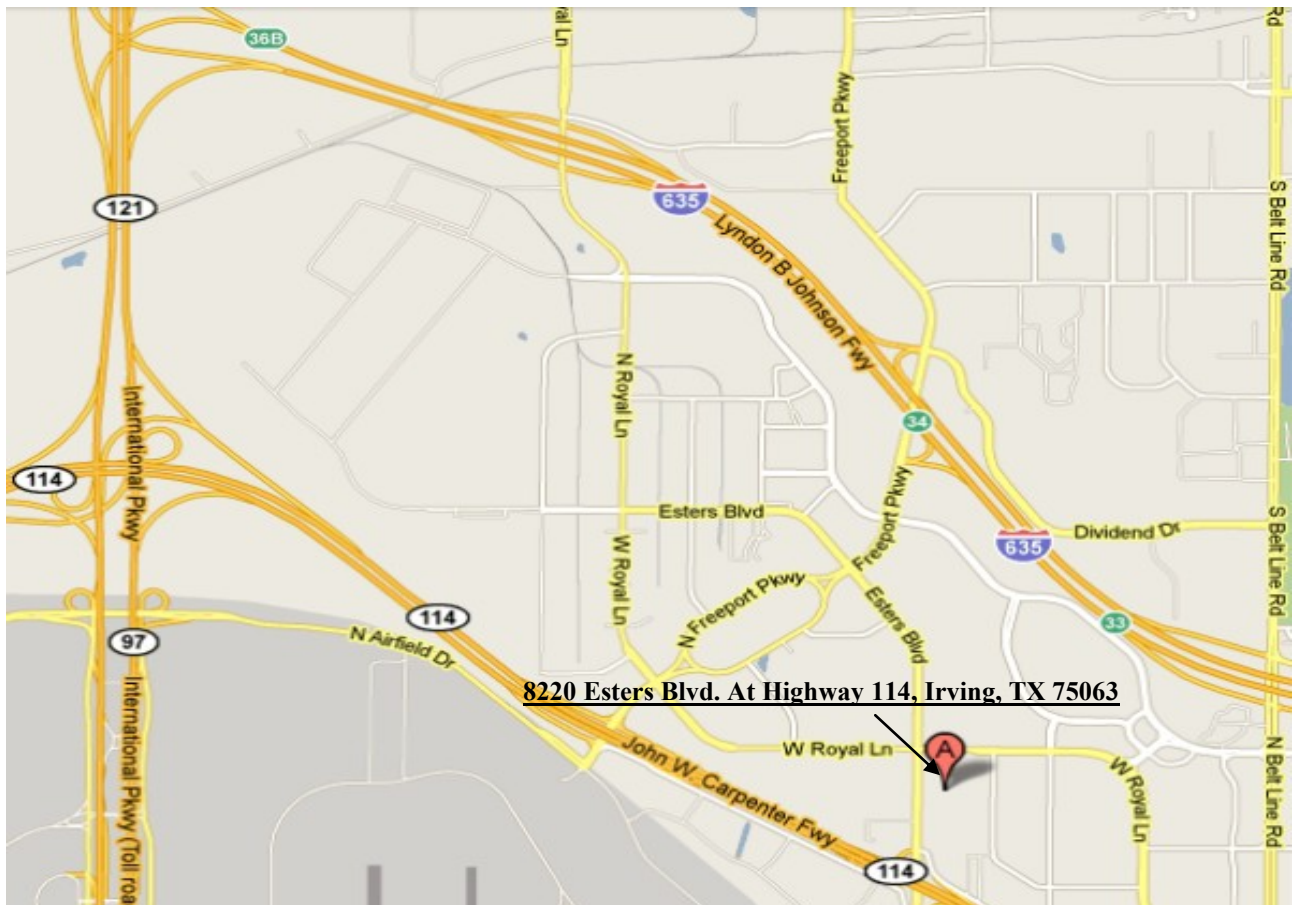 36B
al Ln
Rd
Rd
Freeport Pkwy
121
635
S Belt Line Rd
Lyndon B Johnson Fwy
N Royal Ln
International Pkwy
34
114
Freeport Pkwy
Esters Blvd
S Belt Line Rd
Dividend Dr
635
W Royal Ln
N Freeport Pkwy
Esters Blvd
114
33
97
N Airfield Dr
8220 Esters Blvd. At Highway 114, Irving, TX 75063
International Pkwy (Toll roa
John W. Carpenter Fwy
W Royal Ln
A
W Royal Ln
N Belt Line Rd
114